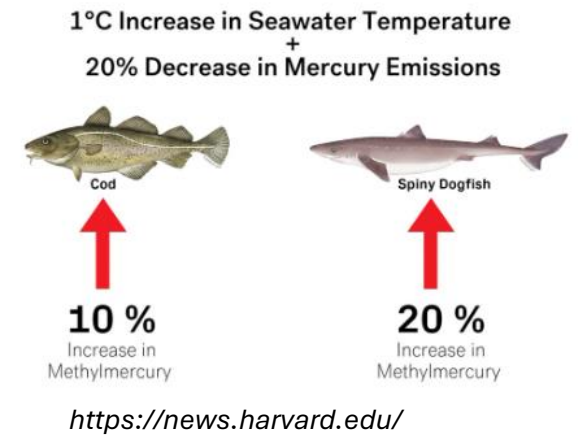 1°C Increase in Seawater Temperature
+
20% Decrease in Mercury Emissions
Cod
Spiny Dogfish
10 %
Increase in
Methylmercury
20 %
Increase in
Methylmercury
https://news.harvard.edu/